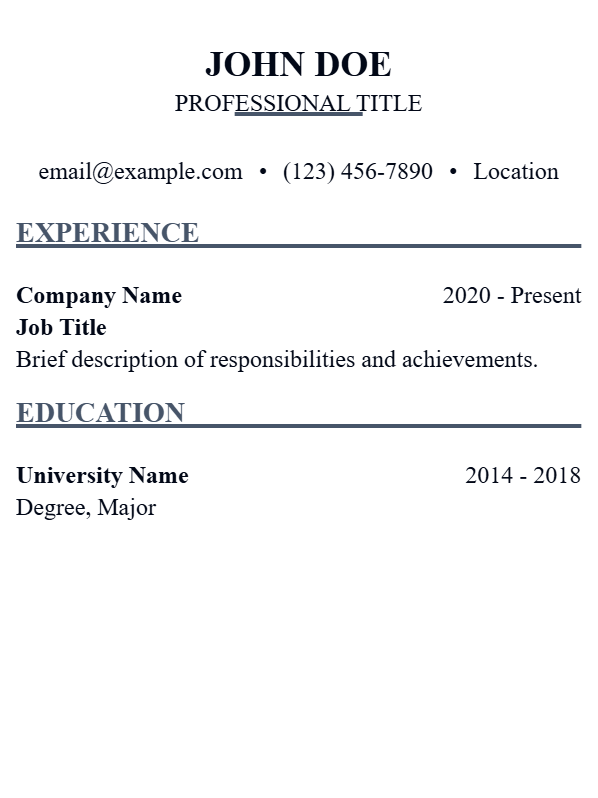 JOHN DOE
PROFESSIONAL TITLE
email@example.com • (123) 456-7890 • Location
EXPERIENCE
Company Name 2020 - Present
Job Title
Brief description of responsibilities and achievements.
EDUCATION
University Name 2014 - 2018
Degree, Major